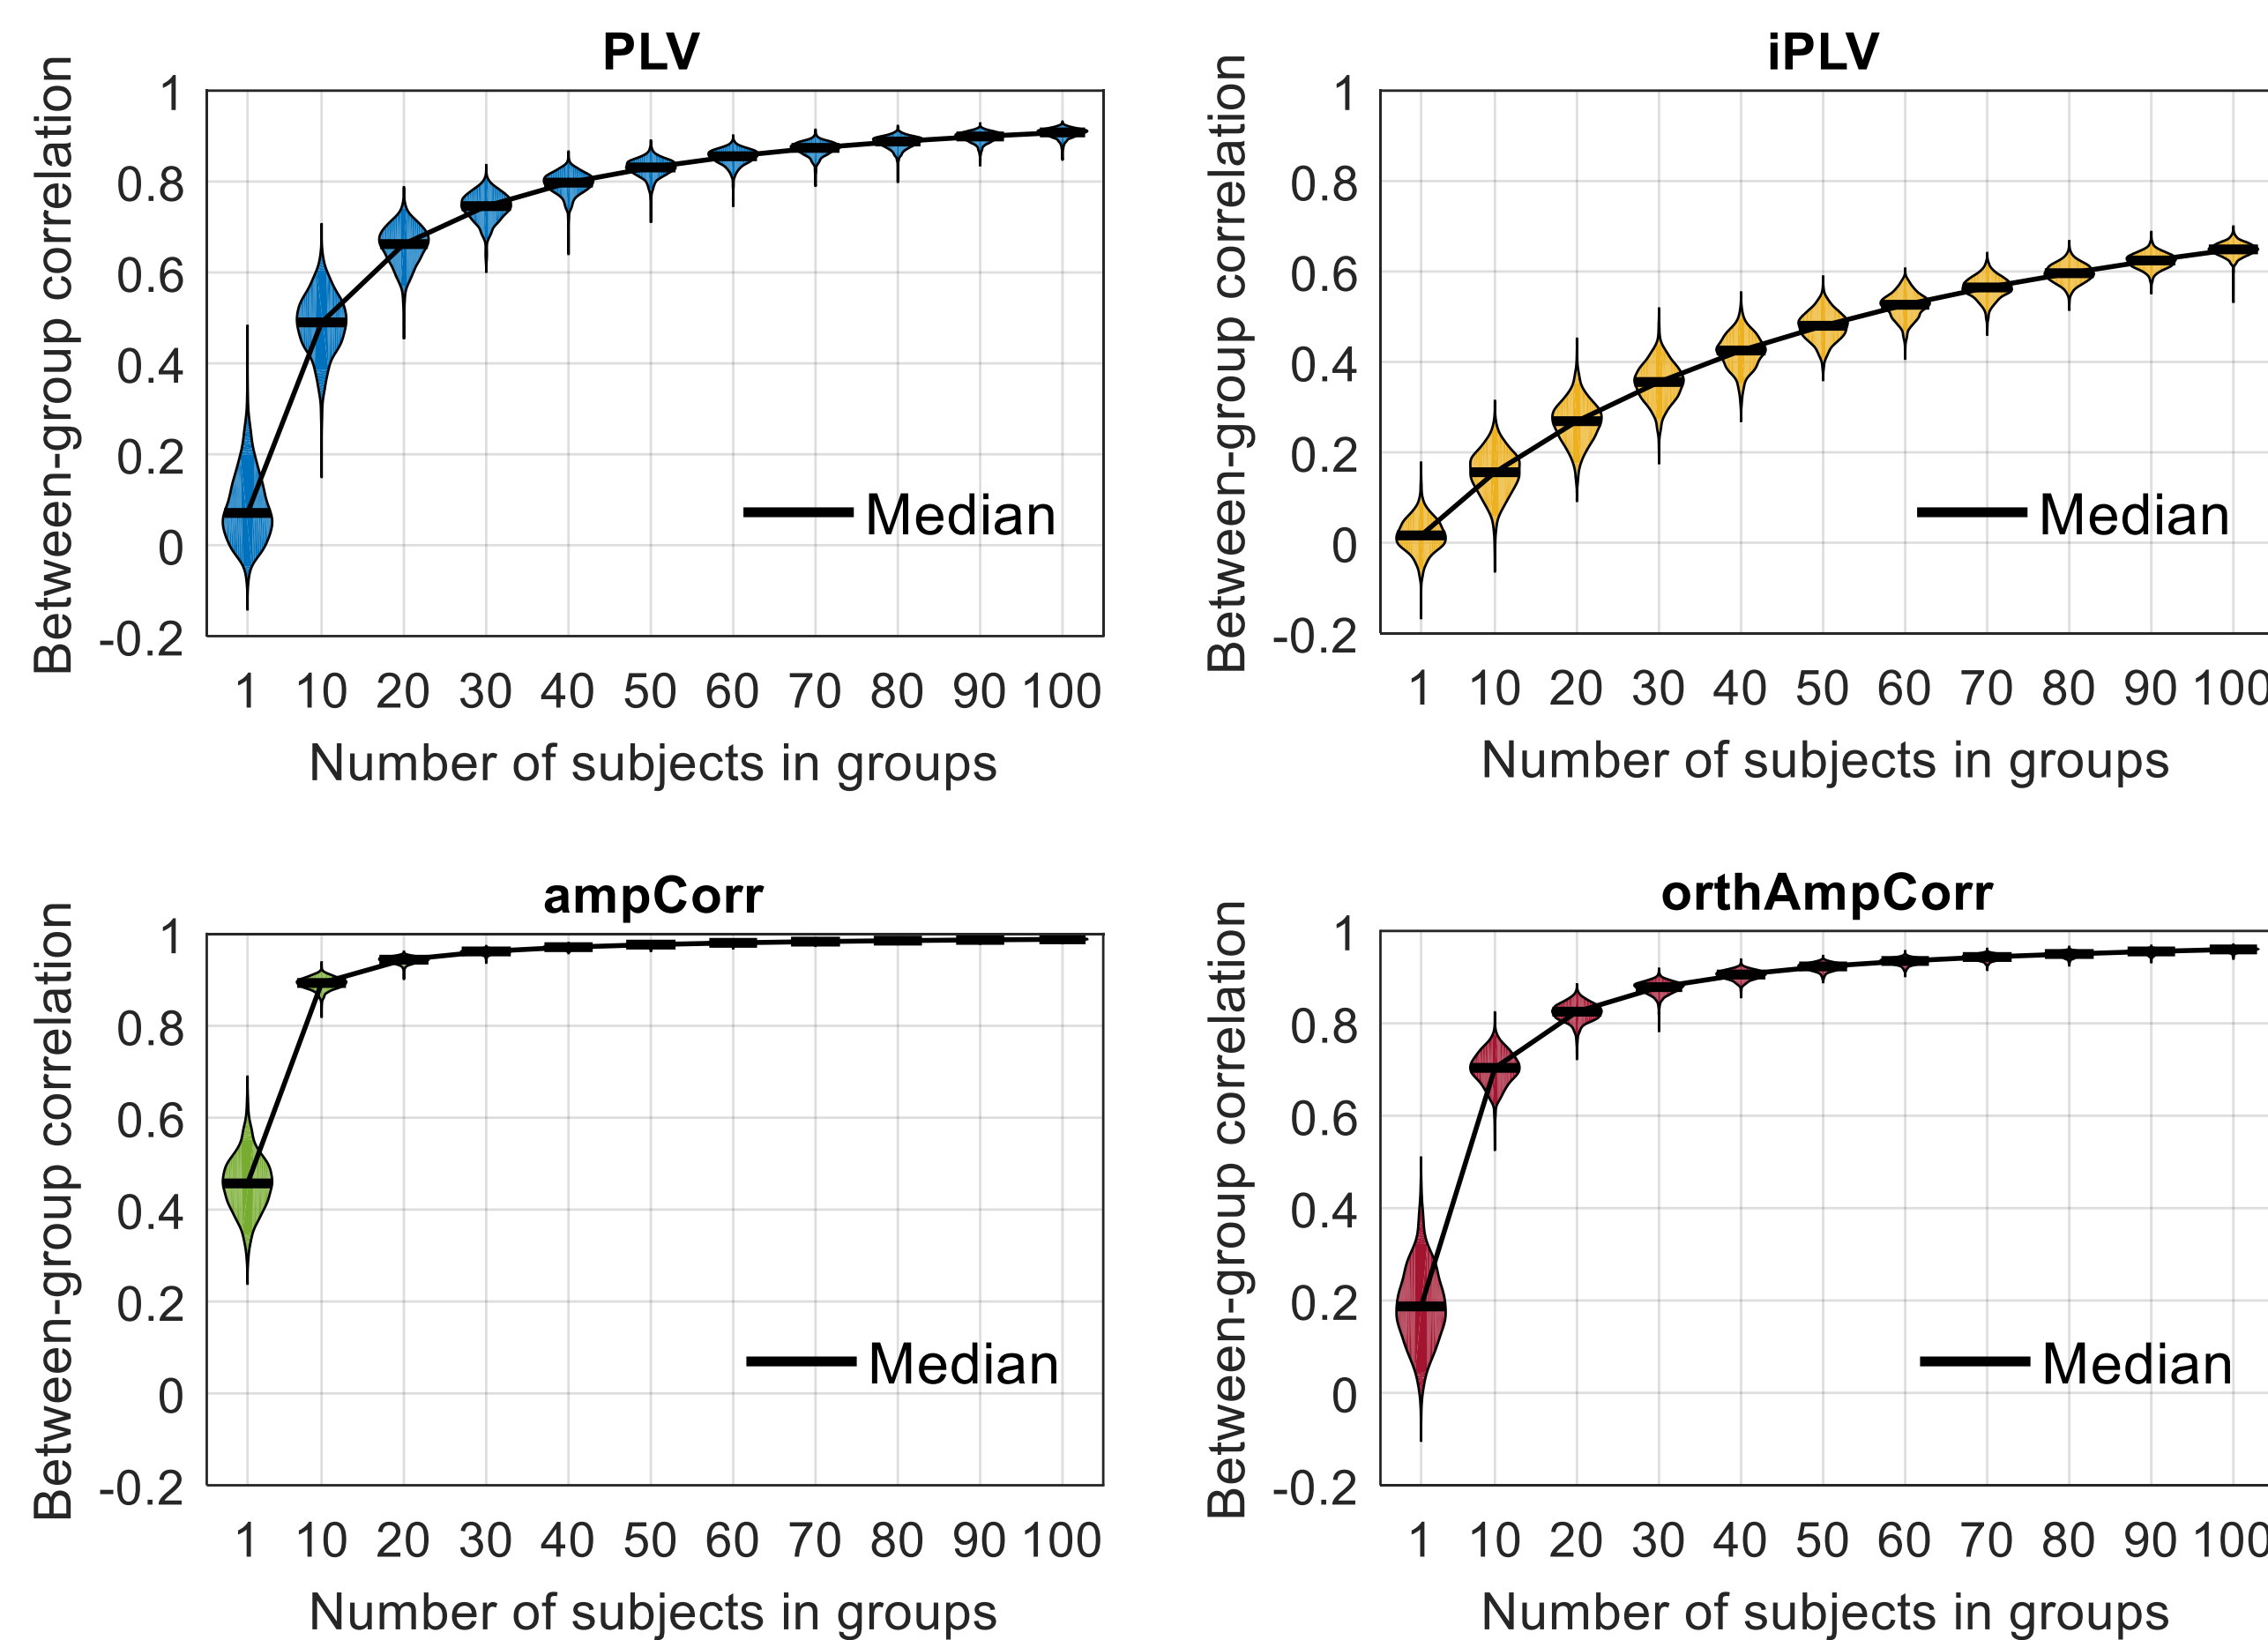 PLV
Between-group correlation
1
0.8
0.6
0.4
0.2
0
-0.2
Median
1 10 20 30 40 50 60 70 80 90 100
Number of subjects in groups
iPLV
Between-group correlation
1
0.8
0.6
0.4
0.2
0
-0.2
Median
1 10 20 30 40 50 60 70 80 90 100
Number of subjects in groups
ampCorr
Between-group correlation
1
0.8
0.6
0.4
0.2
0
-0.2
Median
1 10 20 30 40 50 60 70 80 90 100
Number of subjects in groups
orthAmpCorr
Between-group correlation
1
0.8
0.6
0.4
0.2
0
-0.2
Median
1 10 20 30 40 50 60 70 80 90 100
Number of subjects in groups